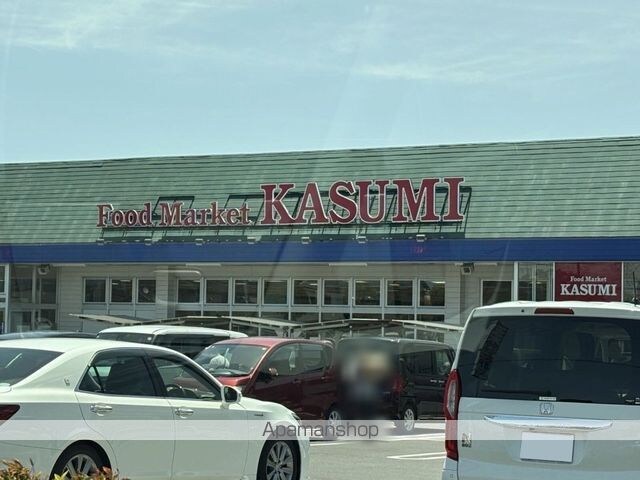 Food Market KASUMI
Food Market
KASUMI
Apamanshop